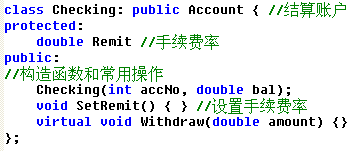 class Checking: public Account { //结算账户
protected:
double Remit //手续费率
public:
//构造函数和常用操作
Checking(int accNo, double bal);
void SetRemit() { } //设置手续费率
virtual void Withdraw(double amount) {}
};